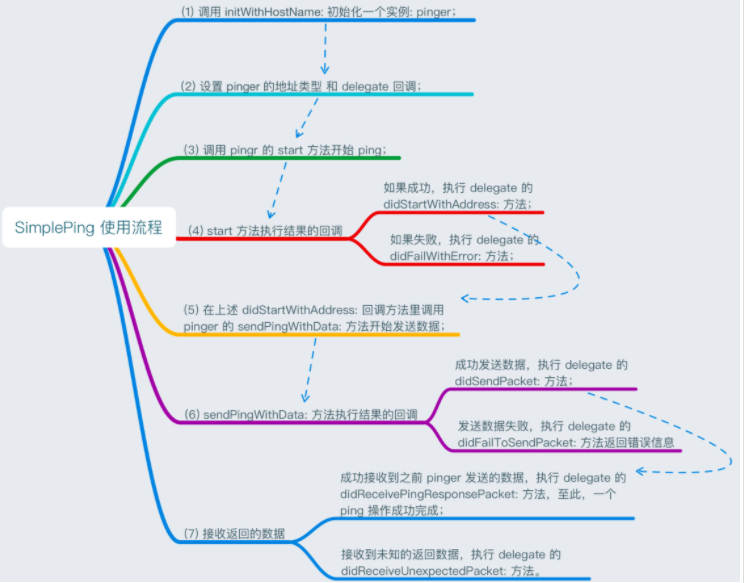 (1) 调用 initWithHostName: 初始化一个实例: pinger；
(2) 设置 pinger 的地址类型 和 delegate 回调；
(3) 调用 pingr 的 start 方法开始 ping；
SimplePing 使用流程
(4) start 方法执行结果的回调
如果成功，执行 delegate 的
didStartWithAddress: 方法；
如果失败，执行 delegate 的
didFailWithError: 方法；
(5) 在上述 didStartWithAddress: 回调方法里调用
pinger 的 sendPingWithData: 方法开始发送数据；
(6) sendPingWithData: 方法执行结果的回调
成功发送数据，执行 delegate 的
didSendPacket: 方法；
发送数据失败，执行 delegate 的
didFailToSendPacket: 方法返回错误信息
(7) 接收返回的数据
成功接收到之前 pinger 发送的数据，执行 delegate 的
didReceivePingResponsePacket: 方法，至此，一个
ping 操作成功完成；
接收到未知的返回数据，执行 delegate 的
didReceiveUnexpectedPacket: 方法。